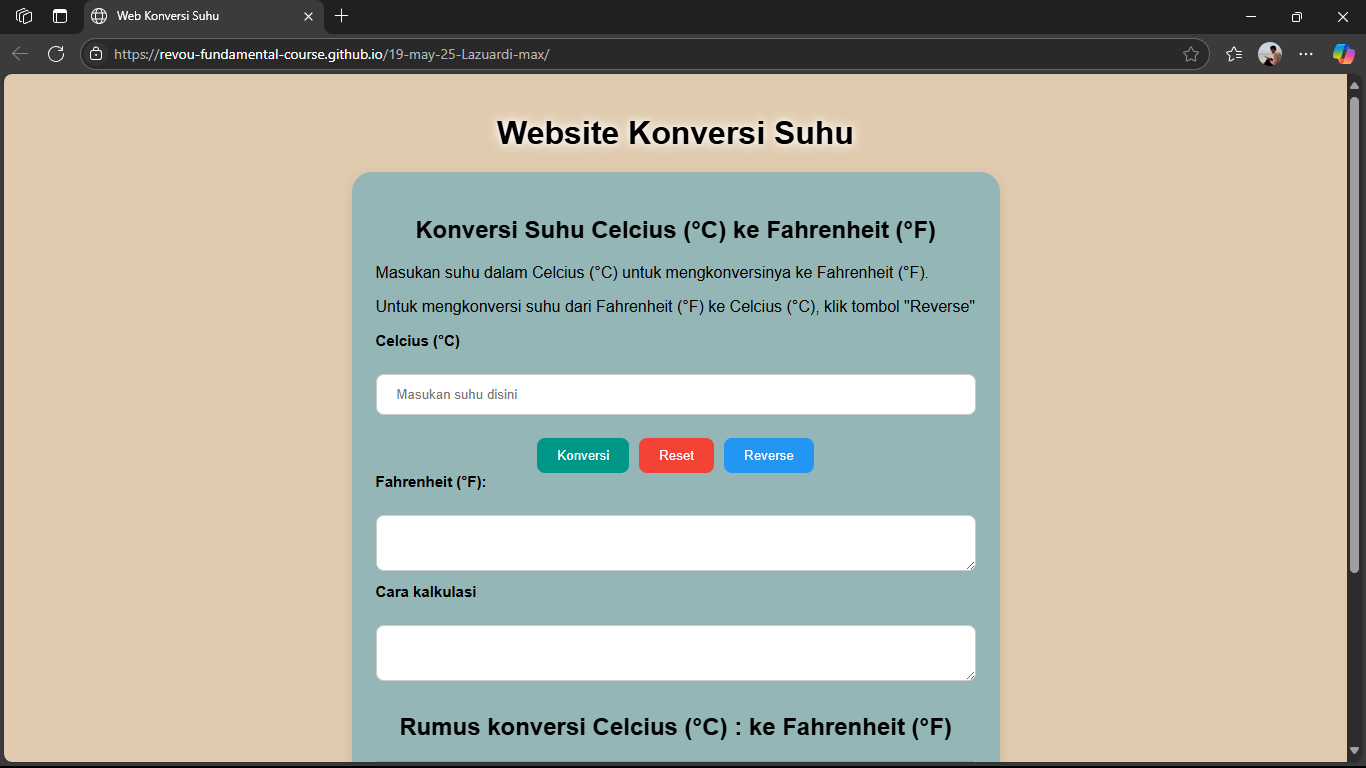 Web Konversi Suhu
https://revou-fundamental-course.github.io/19-may-25-Lazuardi-max/
Website Konversi Suhu
Konversi Suhu Celcius (°C) ke Fahrenheit (°F)
Masukan suhu dalam Celcius (°C) untuk mengkonversinya ke Fahrenheit (°F).
Untuk mengkonversi suhu dari Fahrenheit (°F) ke Celcius (°C), klik tombol "Reverse"
Celcius (°C)
Masukan suhu disini
Konversi Reset Reverse
Fahrenheit (°F):
Cara kalkulasi
Rumus konversi Celcius (°C) : ke Fahrenheit (°F)